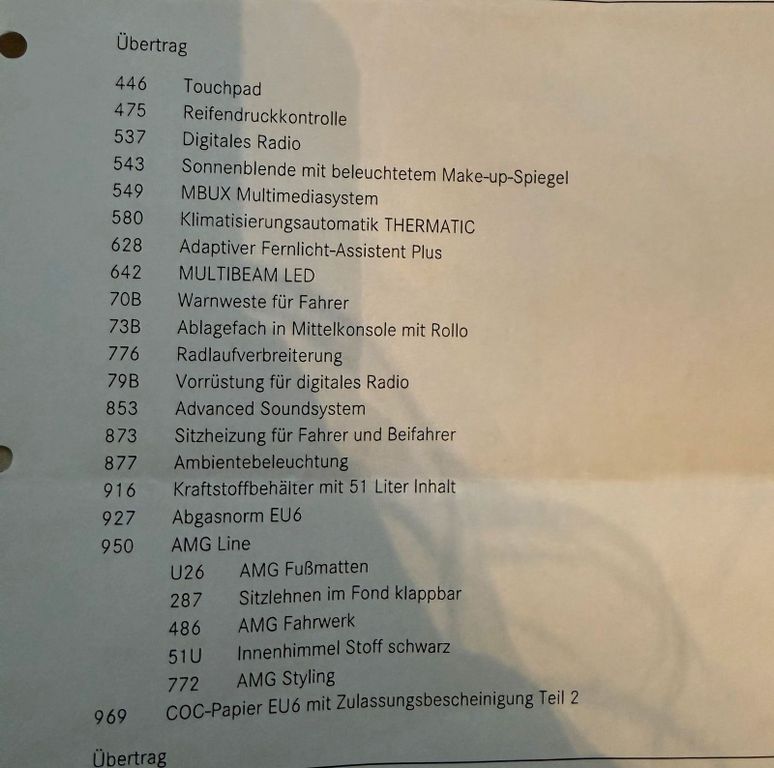 Übertrag
446 Touchpad
475 Reifendruckkontrolle
537 Digitales Radio
543 Sonnenblende mit beleuchtetem Make-up-Spiegel
549 MBUX Multimediasystem
580 Klimatisierungsautomatik THERMATIC
628 Adaptiver Fernlicht-Assistent Plus
642 MULTIBEAM LED
70B Warnweste für Fahrer
73B Ablagefach in Mittelkonsole mit Rollo
776 Radlaufverbreiterung
79B Vorrüstung für digitales Radio
853 Advanced Soundsystem
873 Sitzheizung für Fahrer und Beifahrer
877 Ambientebeleuchtung
916 Kraftstoffbehälter mit 51 Liter Inhalt
927 Abgasnorm EU6
950 AMG Line
U26 AMG Fußmatten
287 Sitzlehnen im Fond klappbar
486 AMG Fahrwerk
51U Innenhimmel Stoff schwarz
772 AMG Styling
969 COC-Papier EU6 mit Zulassungsbescheinigung Teil 2
Übertrag